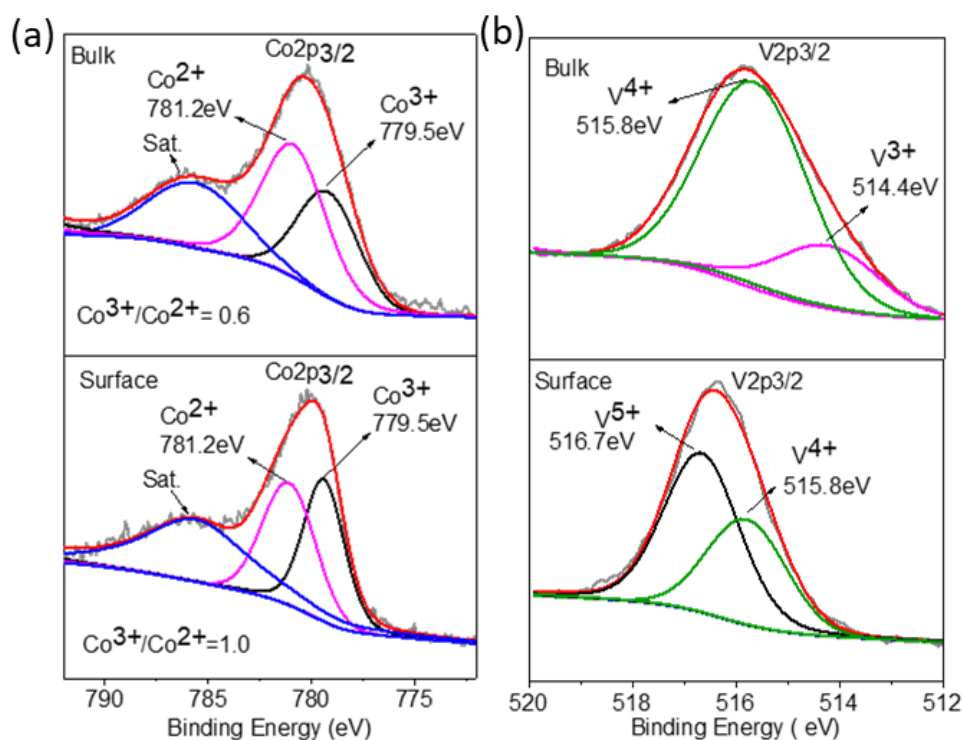 (a)
Bulk
Co2p3/2
Co2+
781.2eV
Co3+
779.5eV
Sat.
Co3+/Co2+= 0.6
Surface
Co2p3/2
Co2+
781.2eV
Co3+
779.5eV
Sat.
Co3+/Co2+=1.0
790 785 780 775
Binding Energy (eV)
(b)
V2p3/2
Bulk
V4+
515.8eV
V3+
514.4eV
Surface
V2p3/2
V5+
516.7eV
V4+
515.8eV
520 518 516 514 512
Binding Energy ( eV)